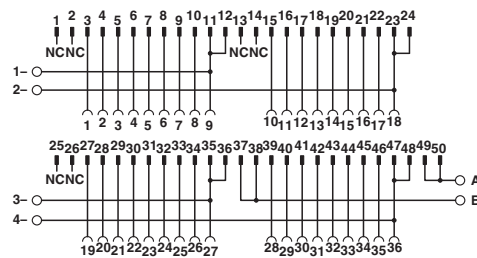 1 2 3 4 5 6 7 8 9 10 11 12 13 14 15 16 17 18 19 20 21 22 23 24
NC NC NC NC
1–
2–
1 2 3 4 5 6 7 8 9 10 11 12 13 14 15 16 17 18
25 26 27 28 29 30 31 32 33 34 35 36 37 38 39 40 41 42 43 44 45 46 47 48 49 50
NC NC
A
3–
B
4–
19 20 21 22 23 24 25 26 27 28 29 30 31 32 33 34 35 36